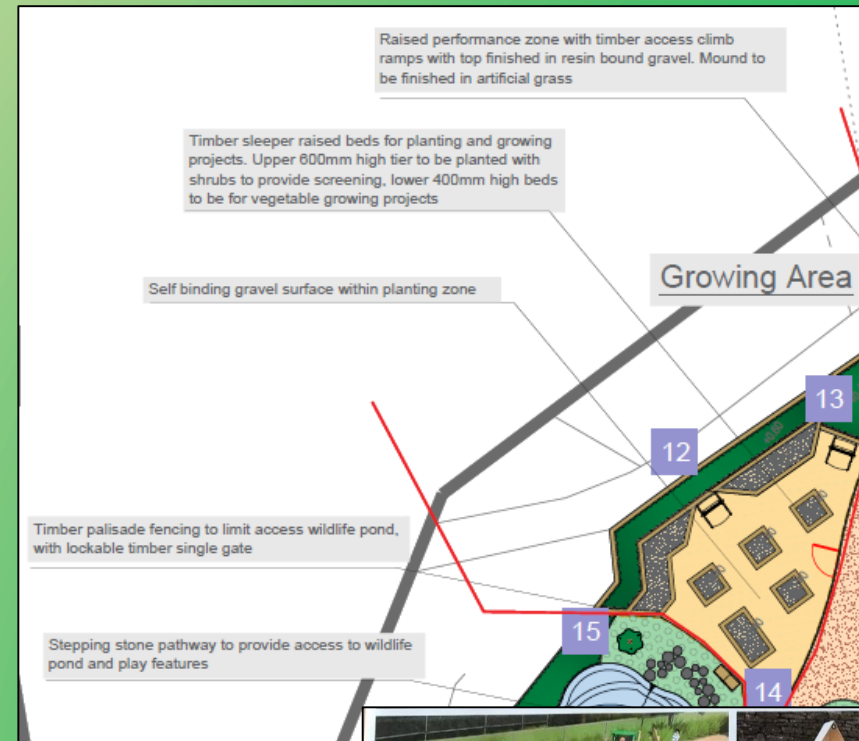 Raised performance zone with timber access climb
ramps with top finished in resin bound gravel. Mound to
be finished in artificial grass
Timber sleeper raised beds for planting and growing
projects. Upper 600mm high tier to be planted with
shrubs to provide screening, lower 400mm high beds
to be for vegetable growing projects
Growing Area
Self binding gravel surface within planting zone
13
+0.60
12
Timber palisade fencing to limit access wildlife pond,
with lockable timber single gate
15
Stepping stone pathway to provide access to wildlife
pond and play features
14